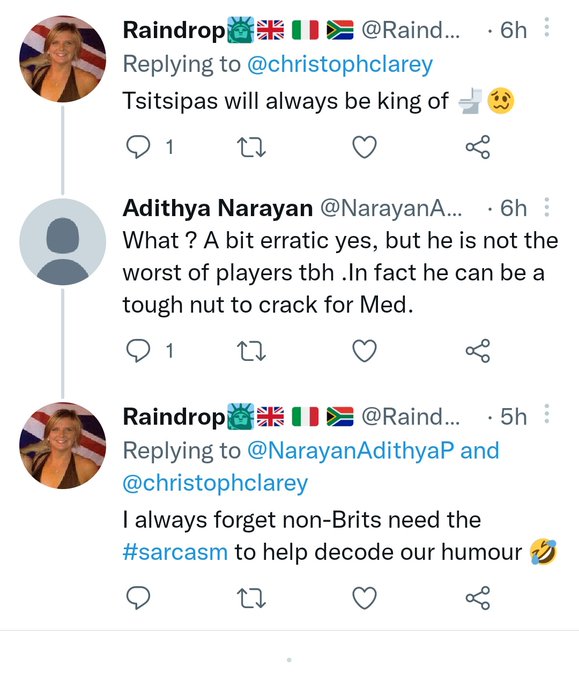 Raindrop🗽🇬🇧 🇮🇹 🇿🇦 @Raind... · 6h
Replying to @christophclarey
Tsitsipas will always be king of 🚽🥴
1
Adithya Narayan @NarayanA... · 6h
What ? A bit erratic yes, but he is not the
worst of players tbh .In fact he can be a
tough nut to crack for Med.
1
Raindrop🗽🇬🇧 🇮🇹 🇿🇦 @Raind... · 5h
Replying to @NarayanAdithyaP and
@christophclarey
I always forget non-Brits need the
#sarcasm to help decode our humour 🤣